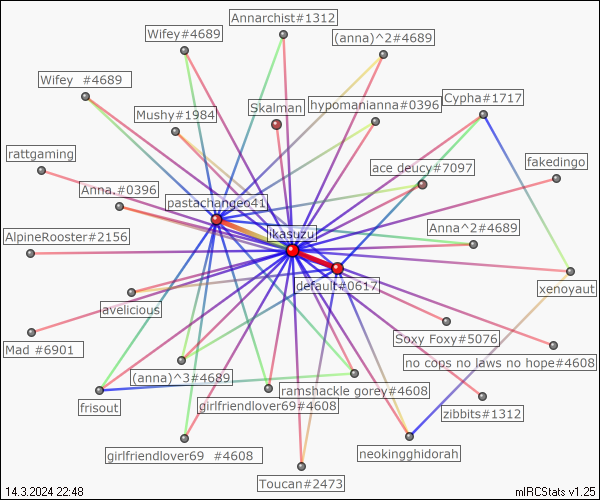 Annarchist#1312
Wifey#4689
(anna)^2#4689
Wifey  #4689
Skalman
hypomanianna#0396
Cypha#1717
Mushy#1984
rattgaming
ace deucy#7097
fakedingo
Anna.#0396
pastachangeo41
AlpineRooster#2156
ikasuzu
Anna^2#4689
default#0617
xenoyaut
avelicious
Soxy Foxy#5076
Mad #6901
no cops no laws no hope#4608
(anna)^3#4689
ramshackle gorey#4608
frisout
girlfriendlover69#4608
zibbits#1312
girlfriendlover69  #4608
neokingghidorah
Toucan#2473
14.3.2024 22:48
mIRCStats v1.25